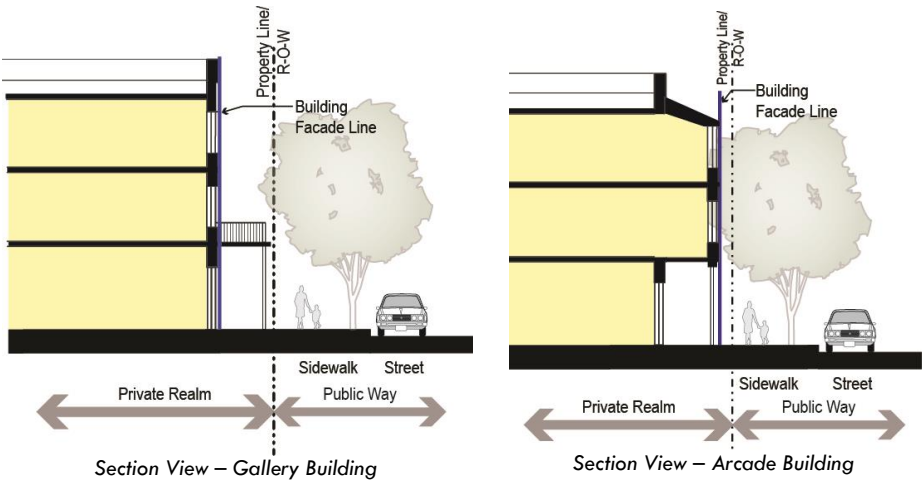 Property Line/
R-O-W
Building
Facade Line
Sidewalk
Street
Private Realm
Public Way
Section View – Gallery Building
Property Line/
R-O-W
Building
Facade Line
Sidewalk
Street
Private Realm
Public Way
Section View – Arcade Building